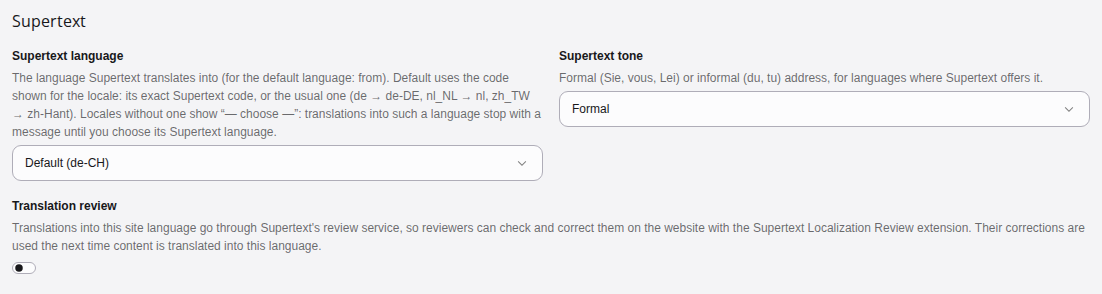 Supertext
Supertext language
The language Supertext translates into (for the default language: from). Default uses the code
shown for the locale: its exact Supertext code, or the usual one (de → de-DE, nl_NL → nl, zh_TW
→ zh-Hant). Locales without one show “— choose —”: translations into such a language stop with a
message until you choose its Supertext language.
Default (de-CH)
Supertext tone
Formal (Sie, vous, Lei) or informal (du, tu) address, for languages where Supertext offers it.
Formal
Translation review
Translations into this site language go through Supertext's review service, so reviewers can check and correct them on the website with the Supertext Localization Review extension. Their corrections are
used the next time content is translated into this language.